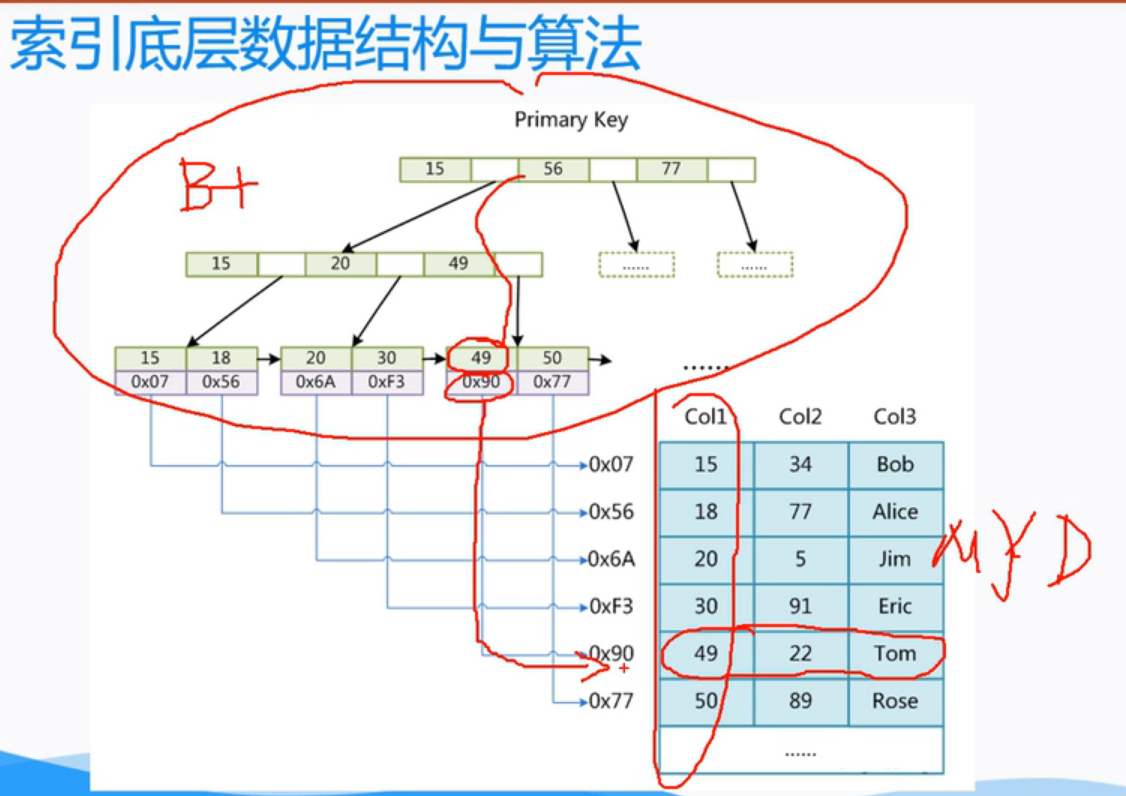 索引底层数据结构与算法
Primary Key
B+
15 56 77
15 20 49 ...... ......
15 18 20 30 49 50 ......
0x07 0x56 0x6A 0xF3 0x90 0x77
Col1 Col2 Col3
0x07 15 34 Bob
0x56 18 77 Alice
0x6A 20 5 Jim
MYD
0xF3 30 91 Eric
0x90 49 22 Tom
0x77 50 89 Rose
......